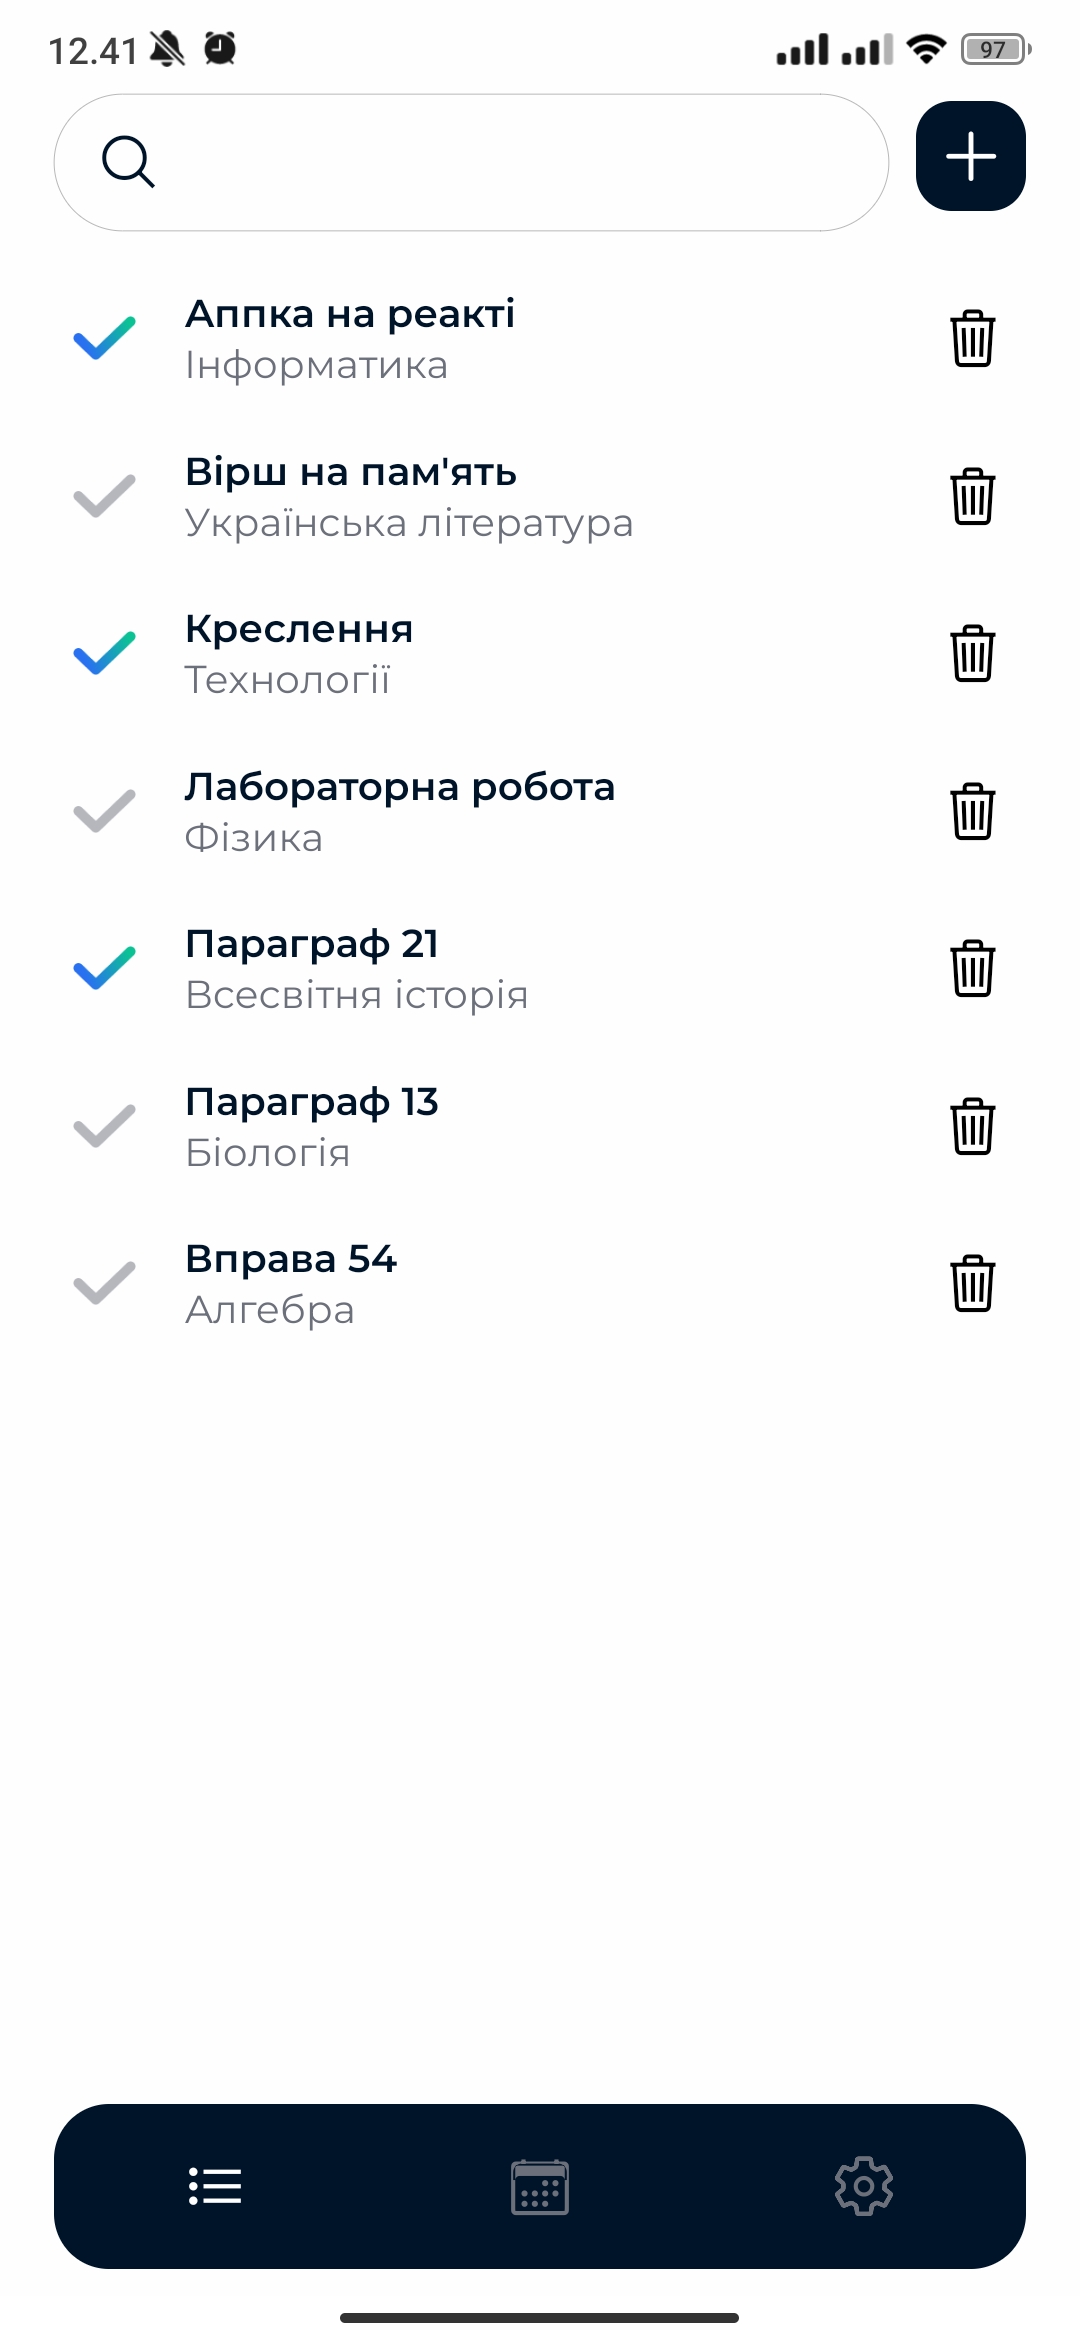 12.41
97
Аппка на реакті
Інформатика
Вірш на пам'ять
Українська література
Креслення
Технології
Лабораторна робота
Фізика
Параграф 21
Всесвітня історія
Параграф 13
Біологія
Вправа 54
Алгебра